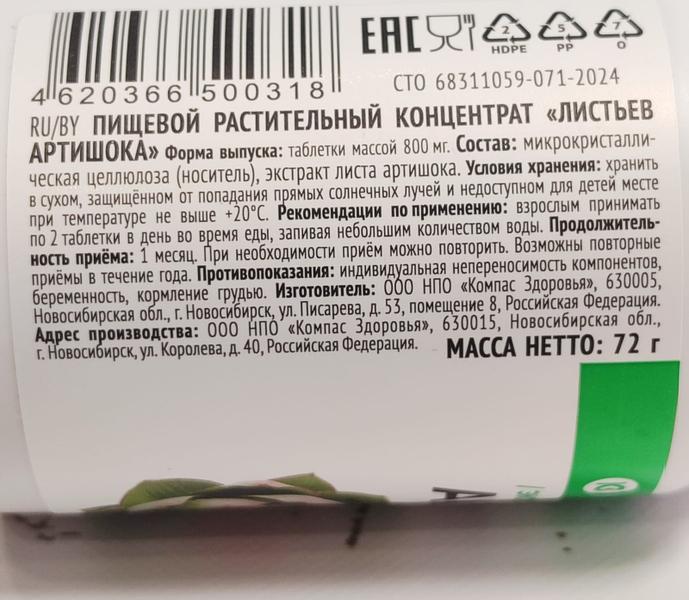 EAC
2
HDPE
5
PP
7
O
4 620366 500318
СТО 68311059-071-2024
RU/BY ПИЩЕВОЙ РАСТИТЕЛЬНЫЙ КОНЦЕНТРАТ «ЛИСТЬЕВ
АРТИШОКА» Форма выпуска: таблетки массой 800 мг. Состав: микрокристалли-
ческая целлюлоза (носитель), экстракт листа артишока. Условия хранения: хранить
в сухом, защищённом от попадания прямых солнечных лучей и недоступном для детей месте
при температуре не выше +20°C. Рекомендации по применению: взрослым принимать
по 2 таблетки в день во время еды, запивая небольшим количеством воды. Продолжитель-
ность приёма: 1 месяц. При необходимости приём можно повторить. Возможны повторные
приёмы в течение года. Противопоказания: индивидуальная непереносимость компонентов,
беременность, кормление грудью. Изготовитель: ООО НПО «Компас Здоровья», 630005,
Новосибирская обл., г. Новосибирск, ул. Писарева, д. 53, помещение 8, Российская Федерация.
Адрес производства: ООО НПО «Компас Здоровья», 630015, Новосибирская обл.,
г. Новосибирск, ул. Королева, д. 40, Российская Федерация.
МАССА НЕТТО: 72 г